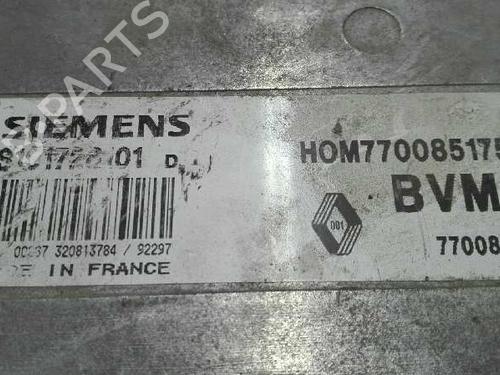 PARTS
SIEMENS
D
HOM770085175
BVM
001
320813784 / 92297
77008
IN FRANCE